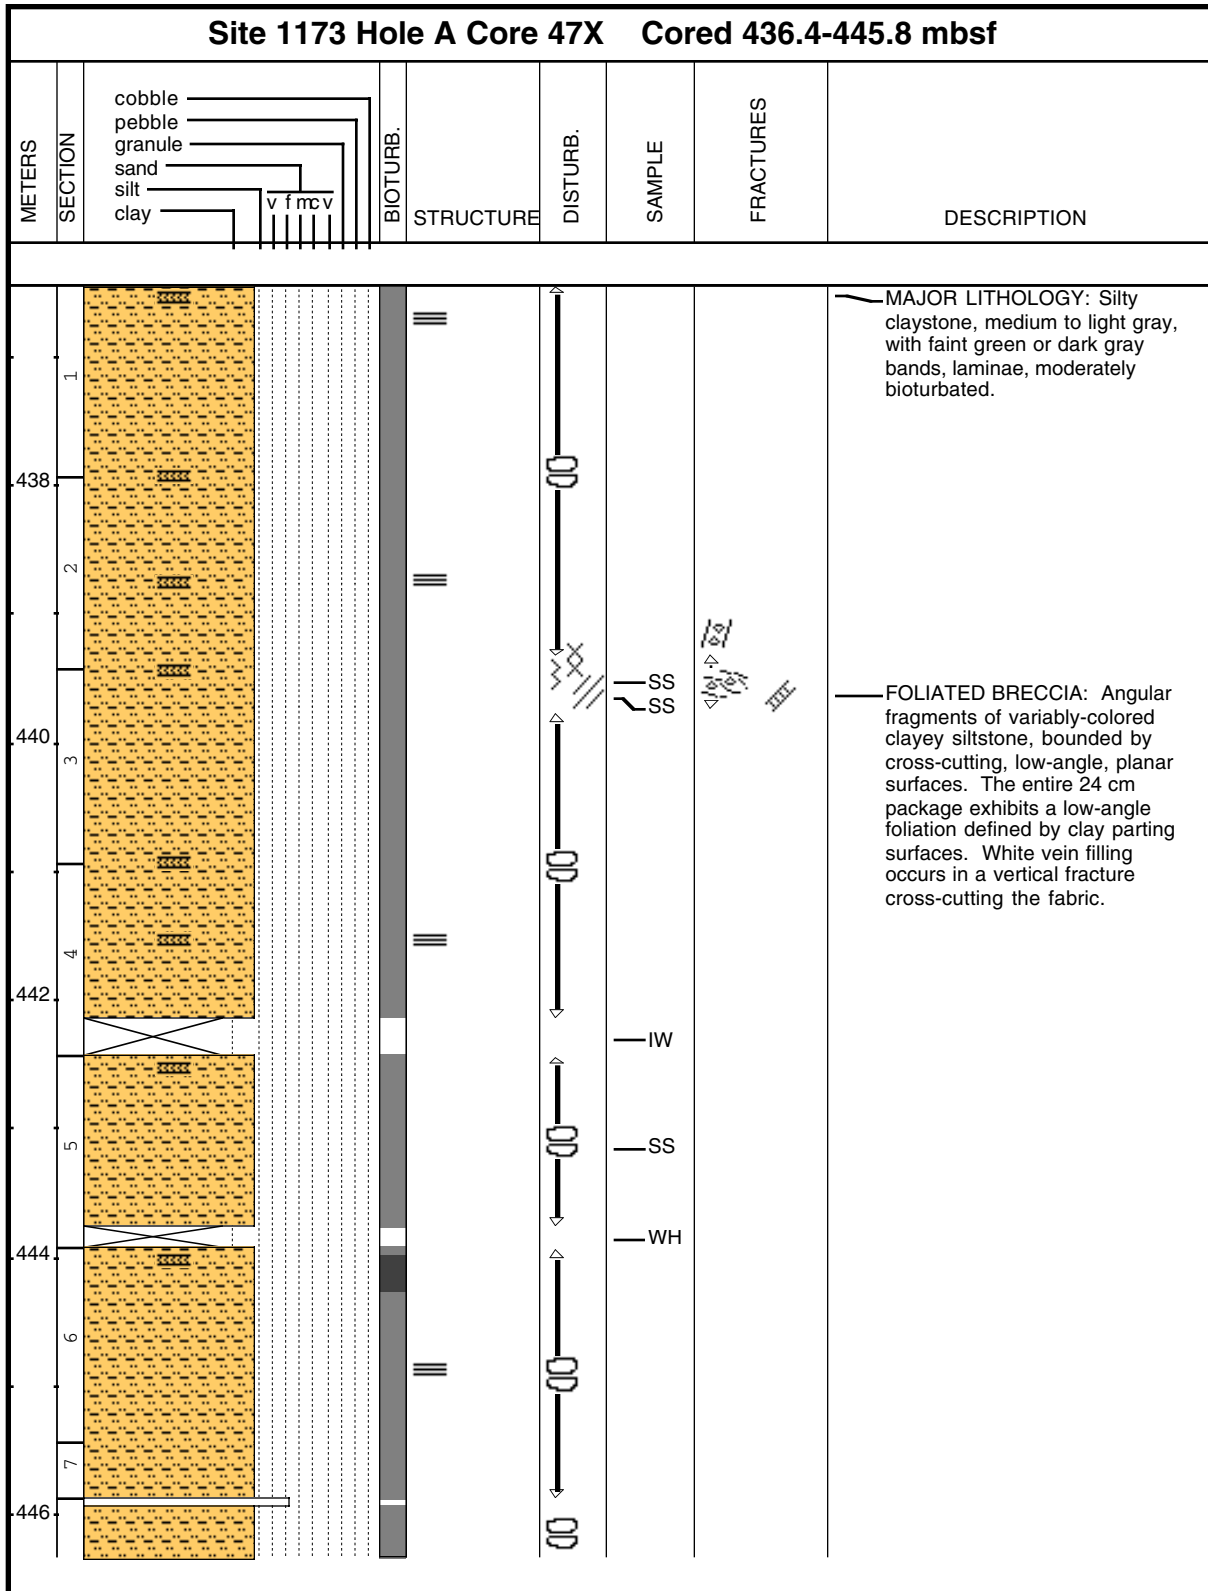 Site 1173 Hole A Core 47X    Cored 436.4-445.8 mbsf
METERS
SECTION
cobble
pebble
granule
sand
silt
clay
v f m c v
BIOTURB.
STRUCTURE
DISTURB.
SAMPLE
FRACTURES
DESCRIPTION
MAJOR LITHOLOGY: Silty
claystone, medium to light gray,
with faint green or dark gray
bands, laminae, moderately
bioturbated.
1
438
2
SS
SS
FOLIATED BRECCIA: Angular
fragments of variably-colored
clayey siltstone, bounded by
cross-cutting, low-angle, planar
surfaces. The entire 24 cm
package exhibits a low-angle
foliation defined by clay parting
surfaces. White vein filling
occurs in a vertical fracture
cross-cutting the fabric.
440
3
4
442
IW
5
SS
WH
444
6
7
446